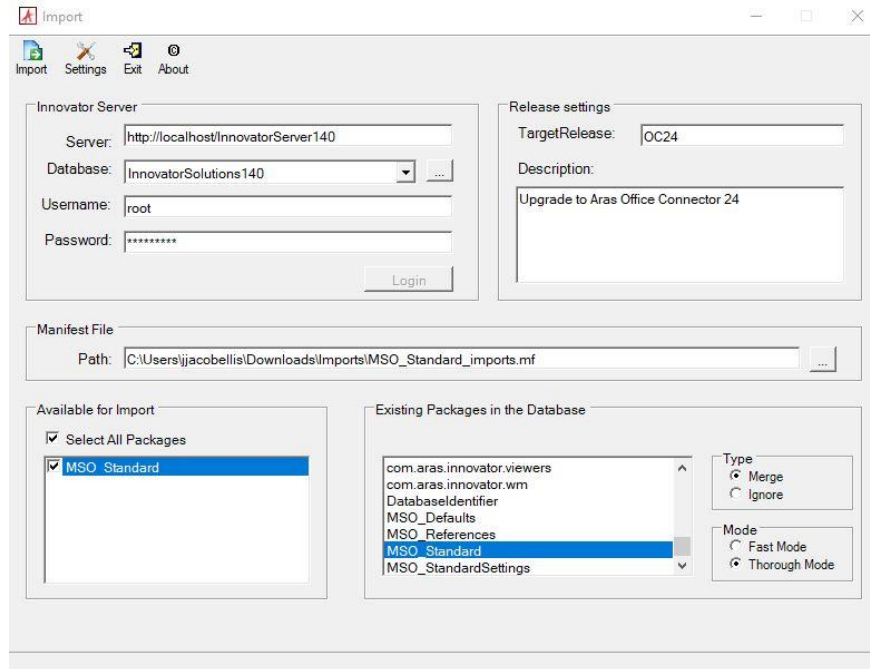 Import
Import Settings Exit About
Innovator Server
Server: http://localhost/InnovatorServer140
Database: InnovatorSolutions140 ...
Username: root
Password: *********
Login
Release settings
TargetRelease: OC24
Description:
Upgrade to Aras Office Connector 24
Manifest File
Path: C:\Users\jjacobellis\Downloads\Imports\MSO_Standard_imports.mf ...
Available for Import
Select All Packages
MSO_Standard
Existing Packages in the Database
com.aras.innovator.viewers
com.aras.innovator.wm
DatabaseIdentifier
MSO_Defaults
MSO_References
MSO_Standard
MSO_StandardSettings
Type
Merge
Ignore
Mode
Fast Mode
Thorough Mode